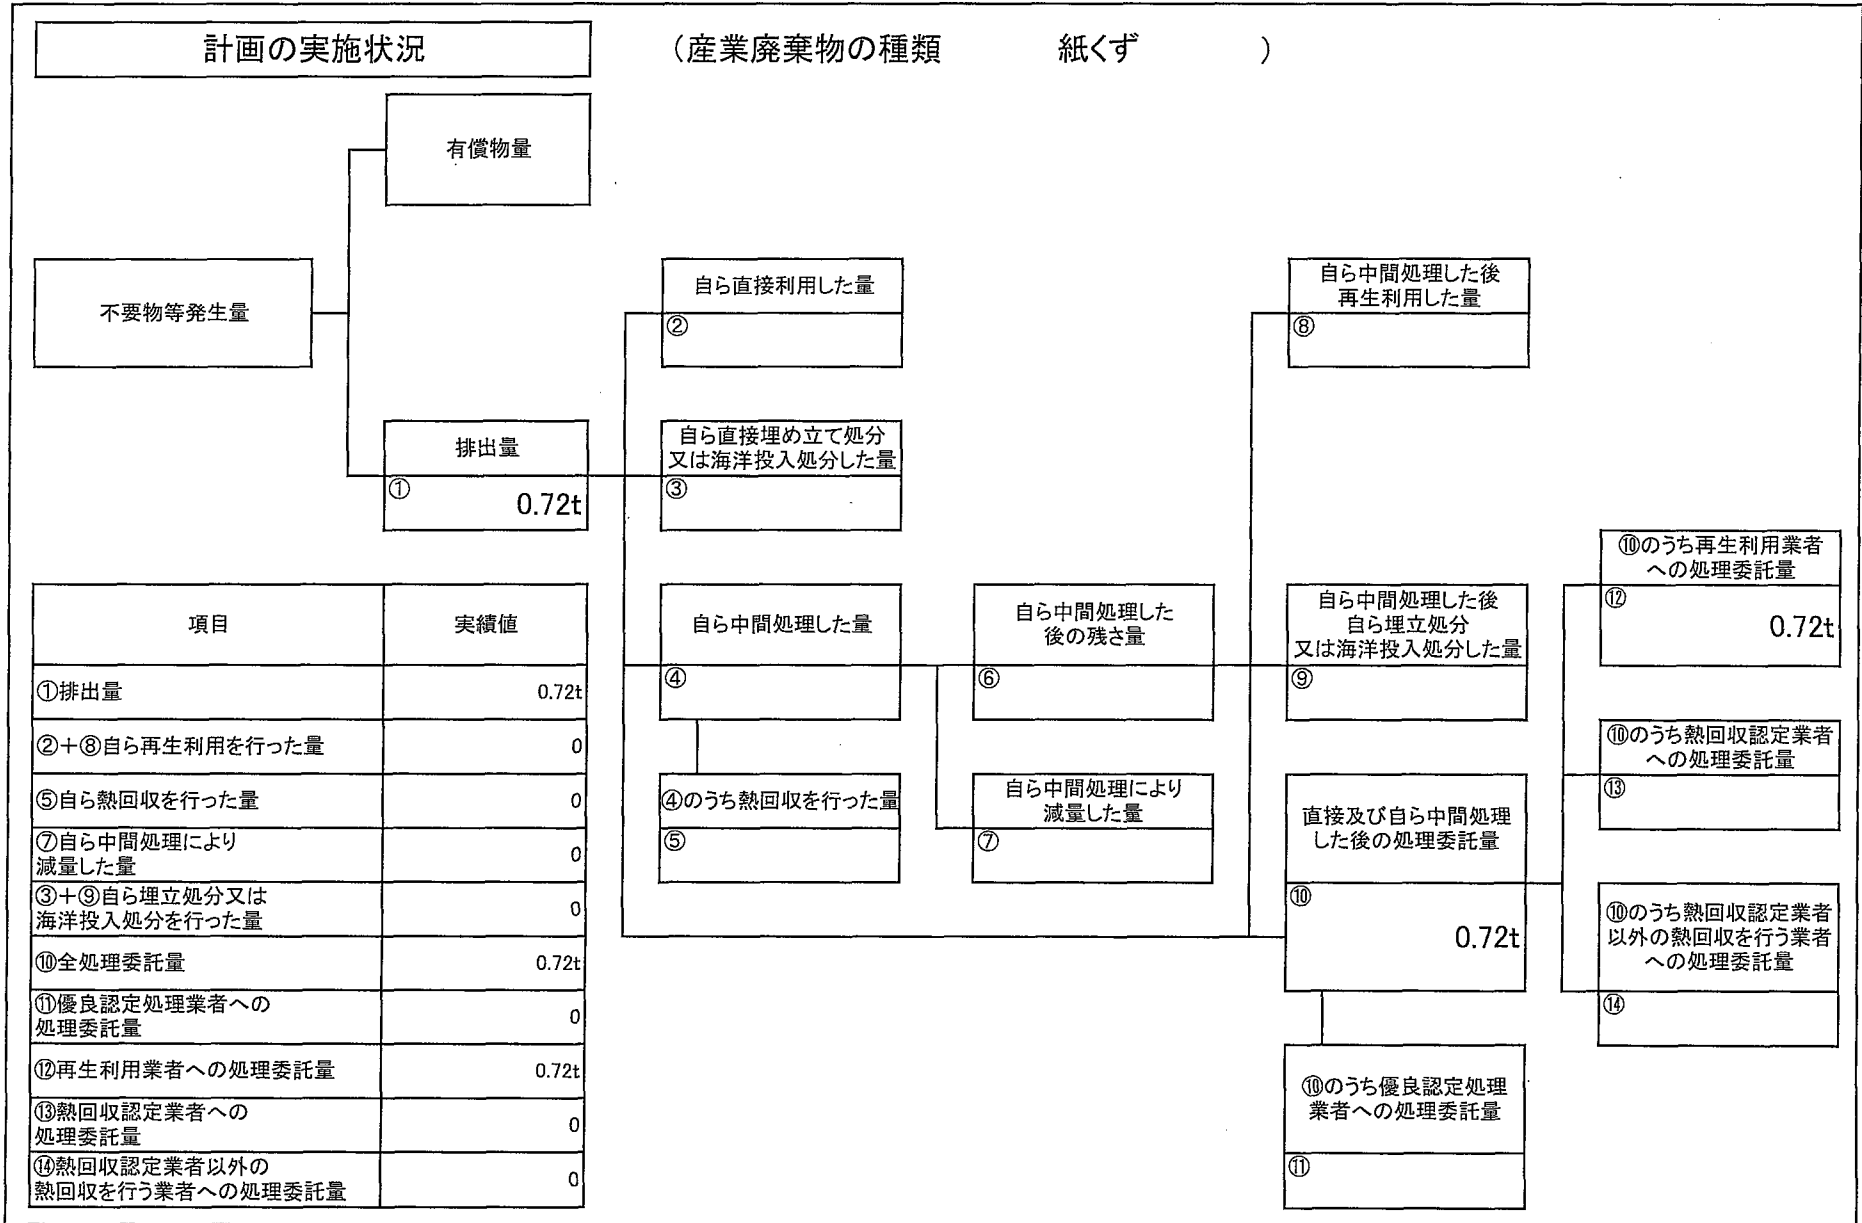 計画の実施状況
（産業廃棄物の種類　　　紙くず　　　）
有償物量
不要物等発生量
排出量
①
0.72t
自ら直接利用した量
②
自ら直接埋め立て処分
又は海洋投入処分した量
③
自ら中間処理した量
④
④のうち熱回収を行った量
⑤
自ら中間処理した
後の残さ量
⑥
自ら中間処理により
減量した量
⑦
自ら中間処理した後
再生利用した量
⑧
自ら中間処理した後
自ら埋立処分
又は海洋投入処分した量
⑨
直接及び自ら中間処理
した後の処理委託量
⑩
0.72t
⑩のうち優良認定処理
業者への処理委託量
⑪
⑩のうち再生利用業者
への処理委託量
⑫
0.72t
⑩のうち熱回収認定業者
への処理委託量
⑬
⑩のうち熱回収認定業者
以外の熱回収を行う業者
への処理委託量
⑭
項目　実績値
①排出量　0.72t
②＋⑧自ら再生利用を行った量　0
⑤自ら熱回収を行った量　0
⑦自ら中間処理により
減量した量　0
③＋⑨自ら埋立処分又は
海洋投入処分を行った量　0
⑩全処理委託量　0.72t
⑪優良認定処理業者への
処理委託量　0
⑫再生利用業者への処理委託量　0.72t
⑬熱回収認定業者への
処理委託量　0
⑭熱回収認定業者以外の
熱回収を行う業者への処理委託量　0